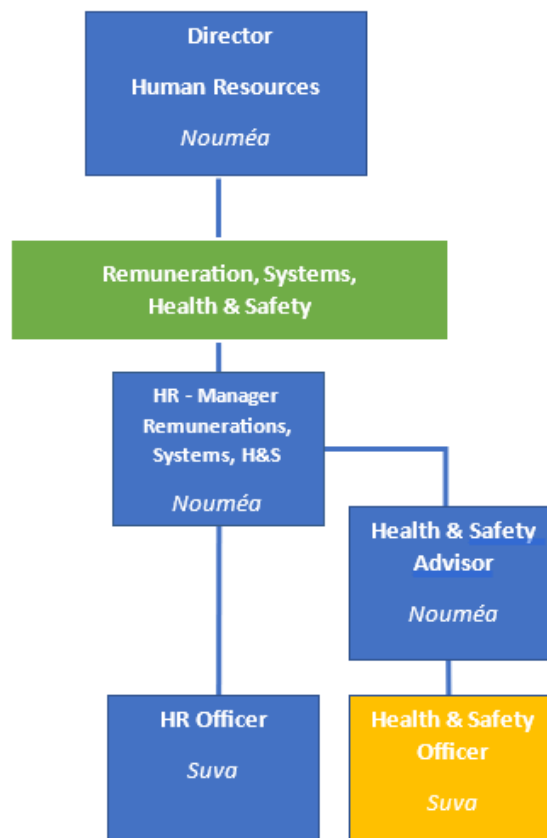 Director
Human Resources
Nouméa
Remuneration, Systems,
Health & Safety
HR - Manager
Remunerations,
Systems, H&S
Nouméa
Health & Safety
Advisor
Nouméa
HR Officer
Suva
Health & Safety
Officer
Suva